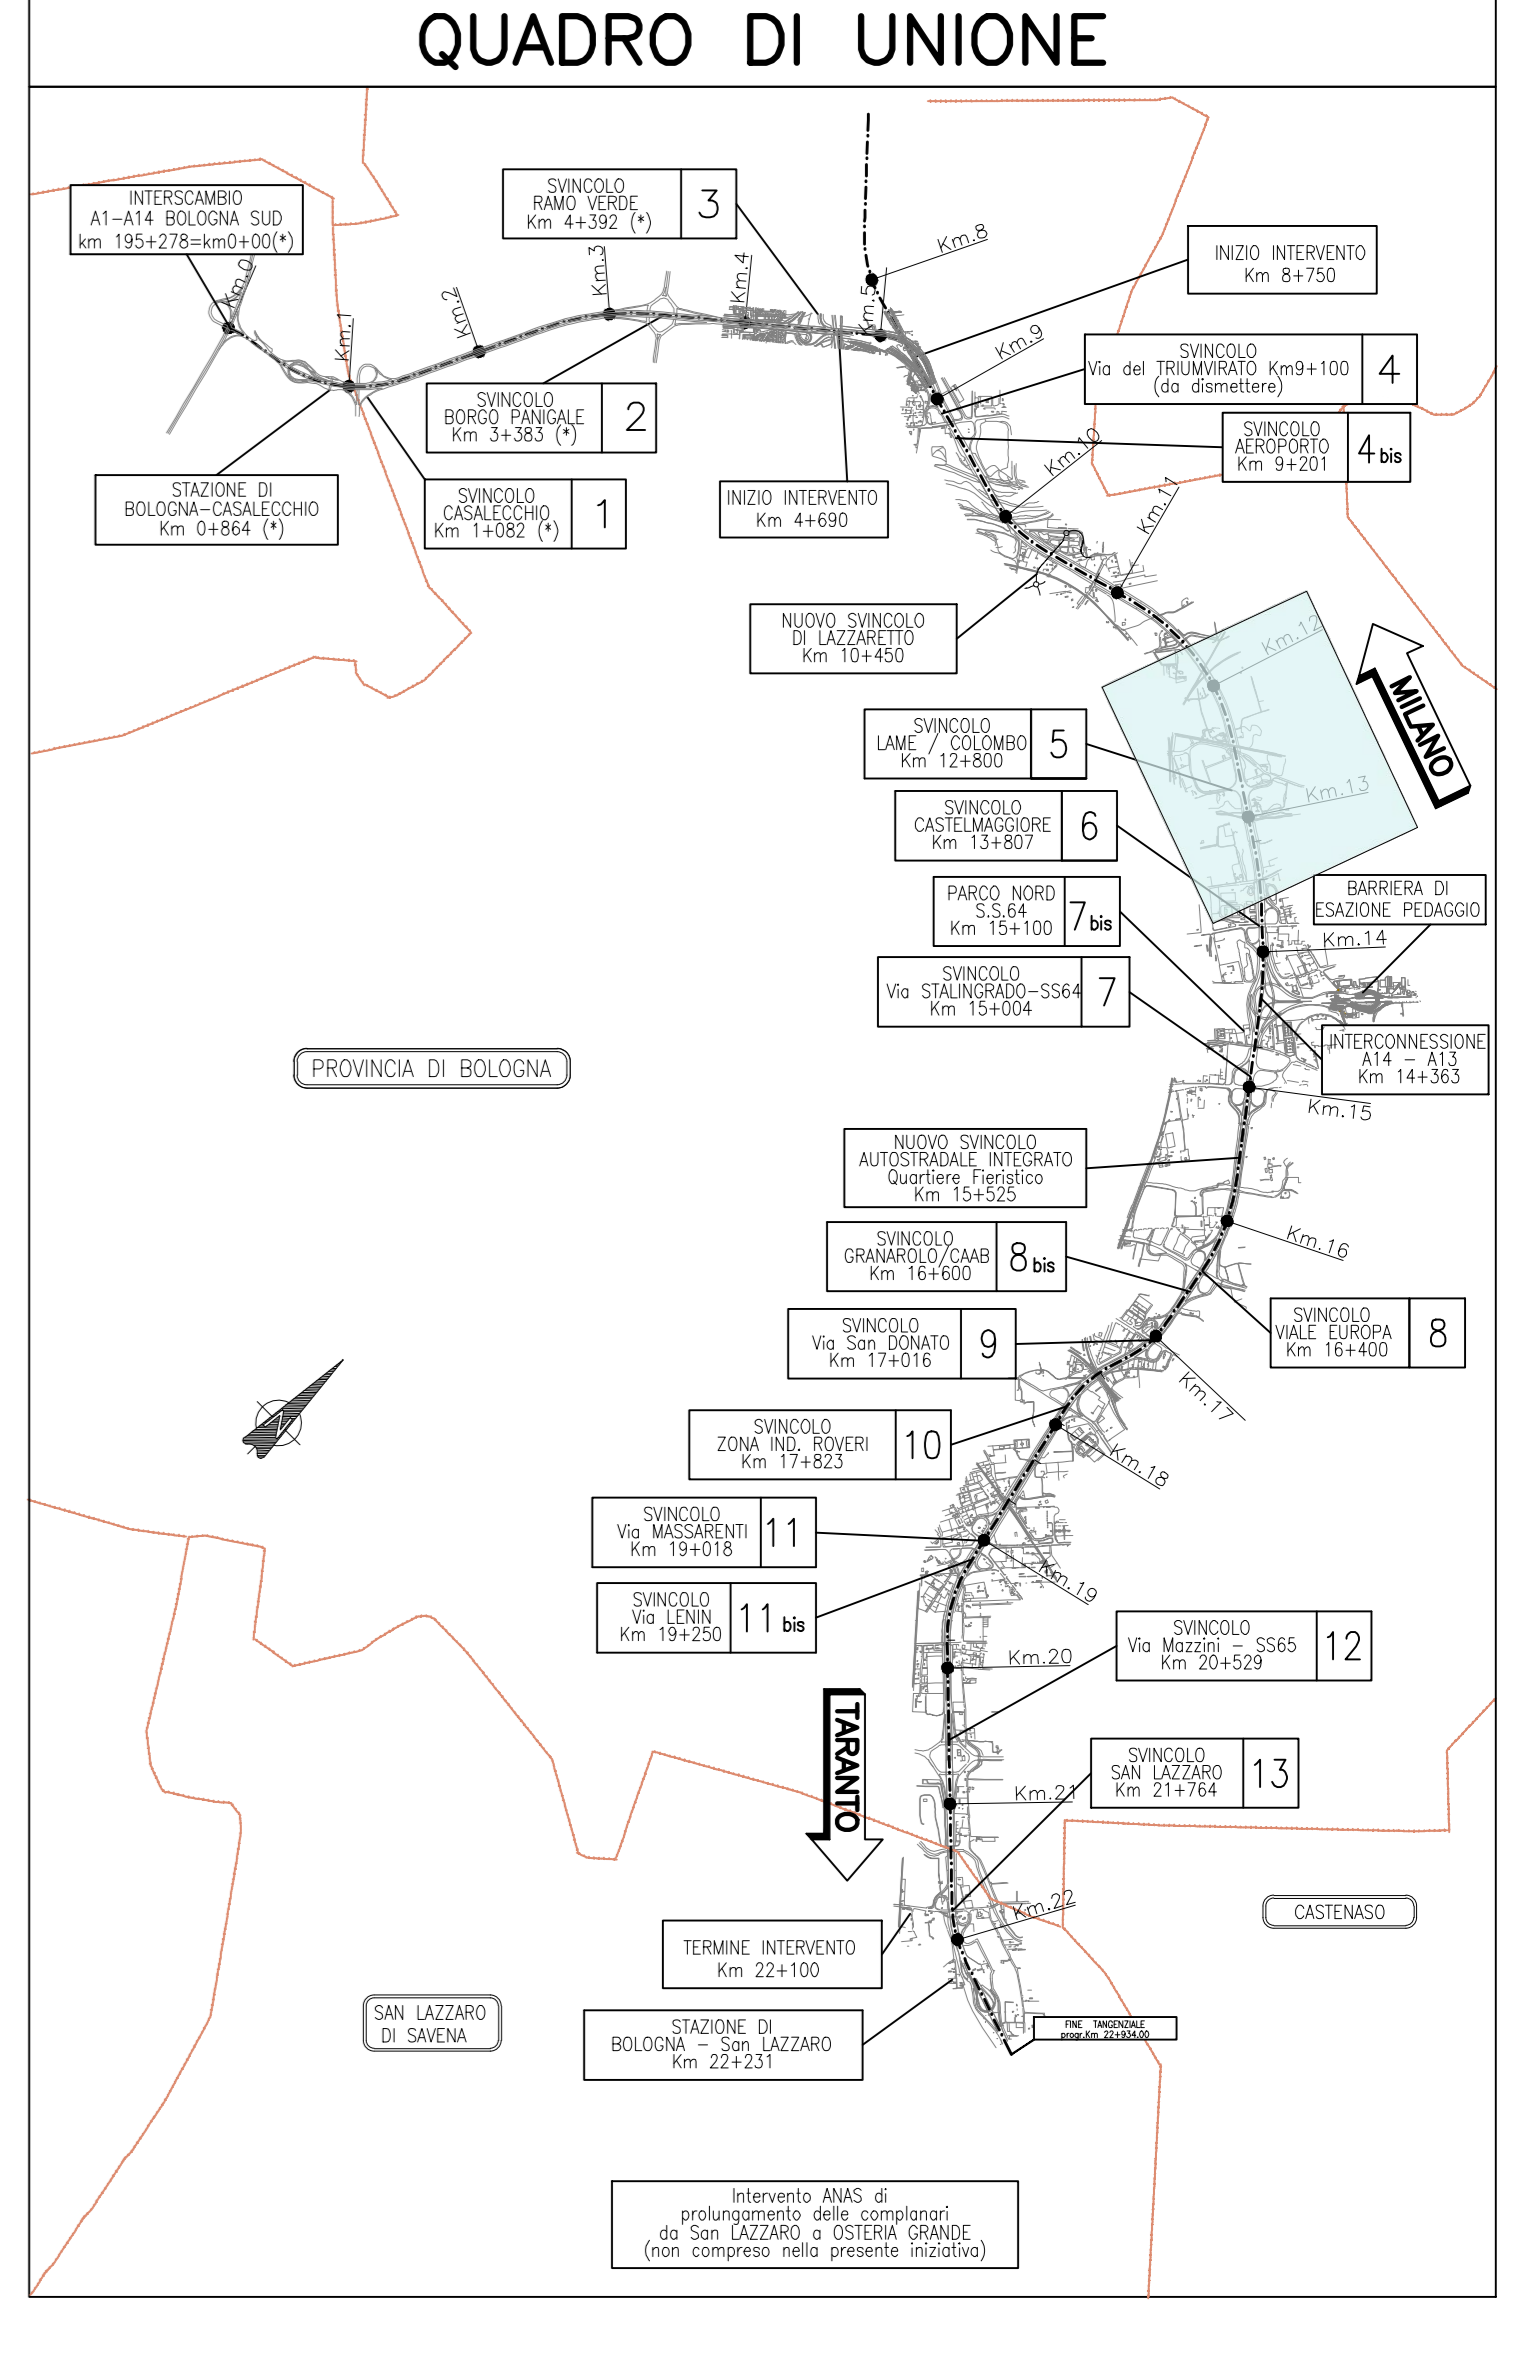 QUADRO DI UNIONE
INTERSCAMBIO
A1-A14 BOLOGNA SUD
km 195+278=km0+00(*)
SVINCOLO
RAMO VERDE
Km 4+392 (*)
3
Km.8
INIZIO INTERVENTO
Km 8+750
Km.0
Km.1
Km.2
Km.3
Km.4
Km.5
Km.9
SVINCOLO
Via del TRIUMVIRATO Km9+100
(da dismettere)
4
SVINCOLO
BORGO PANIGALE
Km 3+383 (*)
2
SVINCOLO
AEROPORTO
Km 9+201
4 bis
Km.10
STAZIONE DI
BOLOGNA-CASALECCHIO
Km 0+864 (*)
SVINCOLO
CASALECCHIO
Km 1+082 (*)
1
INIZIO INTERVENTO
Km 4+690
Km.11
NUOVO SVINCOLO
DI LAZZARETTO
Km 10+450
Km.12
MILANO
SVINCOLO
LAME / COLOMBO
Km 12+800
5
Km.13
SVINCOLO
CASTELMAGGIORE
Km 13+807
6
PARCO NORD
S.S.64
Km 15+100
7 bis
BARRIERA DI
ESAZIONE PEDAGGIO
Km.14
SVINCOLO
Via STALINGRADO-SS64
Km 15+004
7
INTERCONNESSIONE
A14 - A13
Km 14+363
PROVINCIA DI BOLOGNA
Km.15
NUOVO SVINCOLO
AUTOSTRADALE INTEGRATO
Quartiere Fieristico
Km 15+525
SVINCOLO
GRANAROLO/CAAB
Km 16+600
8 bis
Km.16
SVINCOLO
VIALE EUROPA
Km 16+400
8
SVINCOLO
Via San DONATO
Km 17+016
9
Km.17
SVINCOLO
ZONA IND. ROVERI
Km 17+823
10
Km.18
SVINCOLO
Via MASSARENTI
Km 19+018
11
Km.19
SVINCOLO
Via LENIN
Km 19+250
11 bis
SVINCOLO
Via Mazzini - SS65
Km 20+529
12
Km.20
TARANTO
SVINCOLO
SAN LAZZARO
Km 21+764
13
Km.21
Km.22
CASTENASO
TERMINE INTERVENTO
Km 22+100
SAN LAZZARO
DI SAVENA
STAZIONE DI
BOLOGNA - San LAZZARO
Km 22+231
FINE TANGENZIALE
progr.Km 22+934.00
Intervento ANAS di
prolungamento delle complanari
da San LAZZARO a OSTERIA GRANDE
(non compreso nella presente iniziativa)